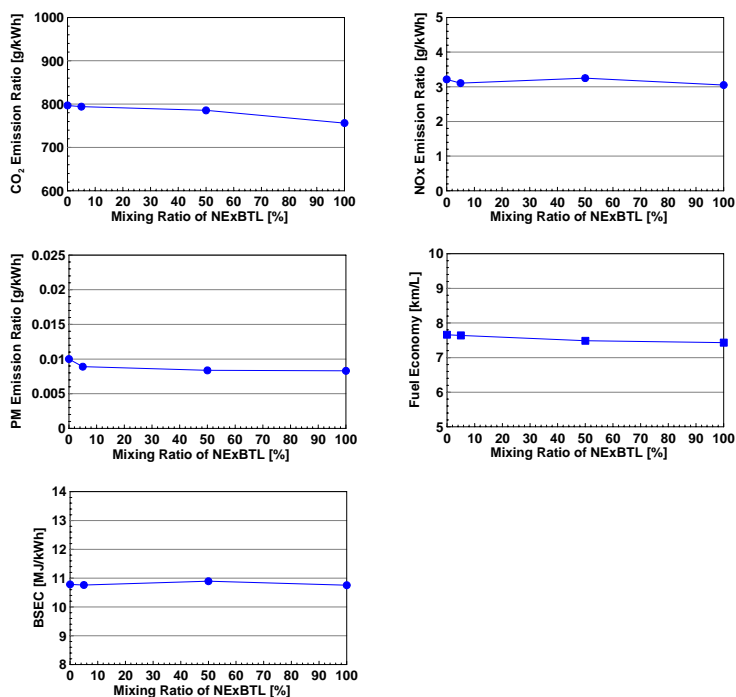 CO2 Emission Ratio [g/kWh]
1000
900
800
700
600
0 10 20 30 40 50 60 70 80 90 100
Mixing Ratio of NExBTL [%]
NOx Emission Ratio [g/kWh]
5
4
3
2
1
0
0 10 20 30 40 50 60 70 80 90 100
Mixing Ratio of NExBTL [%]
PM Emission Ratio [g/kWh]
0.025
0.02
0.015
0.010
0.005
0
0 10 20 30 40 50 60 70 80 90 100
Mixing Ratio of NExBTL [%]
Fuel Economy [km/L]
10
9
8
7
6
5
0 10 20 30 40 50 60 70 80 90 100
Mixing Ratio of NExBTL [%]
BSEC [MJ/kWh]
14
13
12
11
10
9
8
0 10 20 30 40 50 60 70 80 90 100
Mixing Ratio of NExBTL [%]